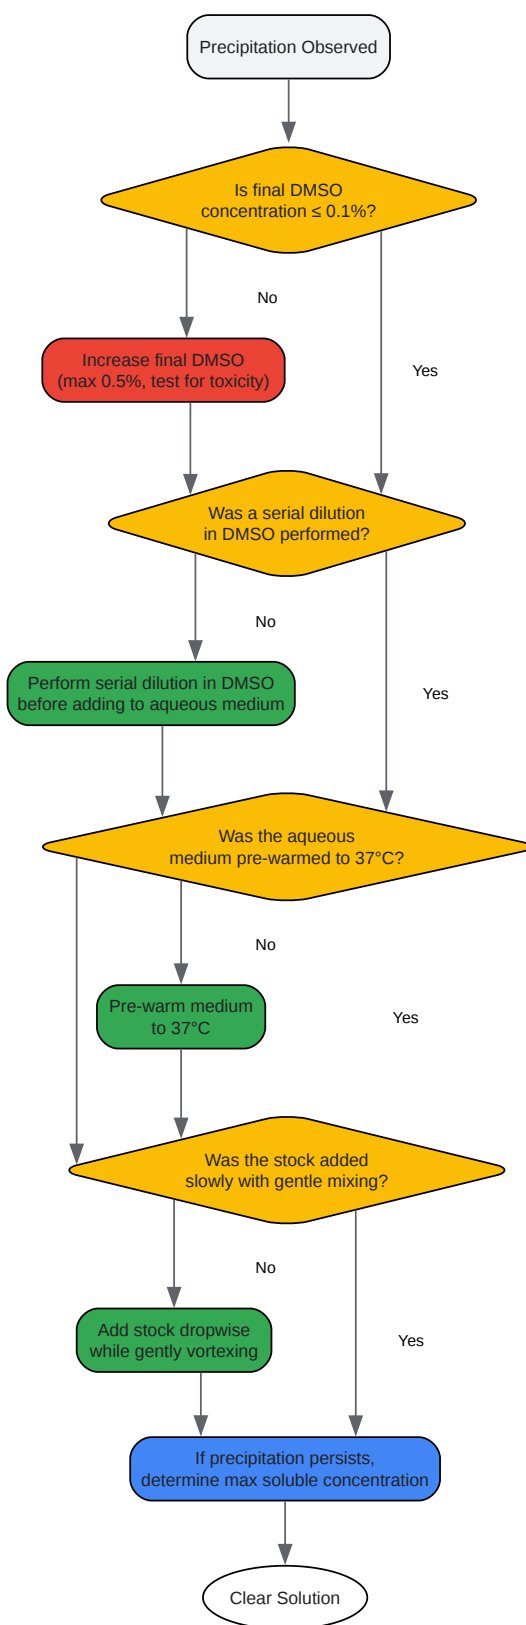 Precipitation Observed
Is final DMSO
concentration ≤ 0.1%?
No
Increase final DMSO
(max 0.5%, test for toxicity)
Yes
Was a serial dilution
in DMSO performed?
No
Perform serial dilution in DMSO
before adding to aqueous medium
Yes
Was the aqueous
medium pre-warmed to 37°C?
No
Pre-warm medium
to 37°C
Yes
Was the stock added
slowly with gentle mixing?
No
Add stock dropwise
while gently vortexing
Yes
If precipitation persists,
determine max soluble concentration
Clear Solution